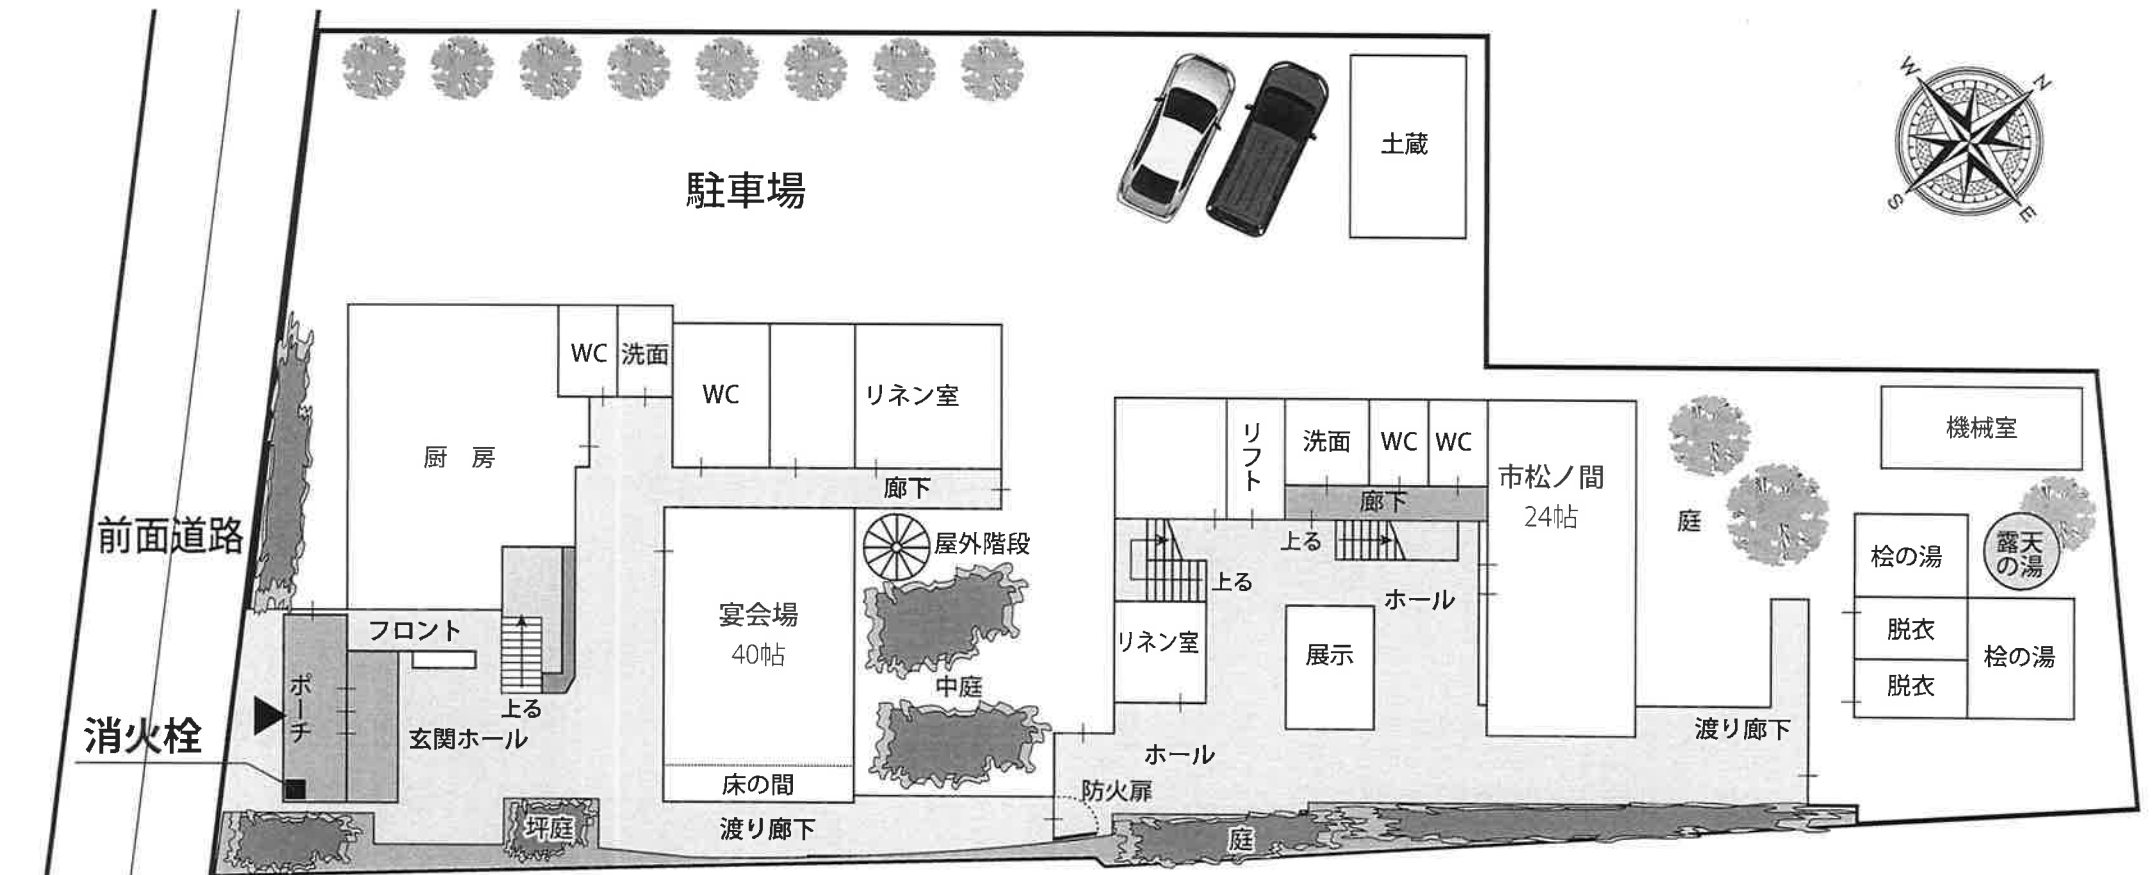 W
N
S
E
土蔵
駐車場
WC
洗面
WC
リネン室
厨 房
廊下
リフト
洗面
WC
WC
廊下
市松ノ間
24帖
機械室
庭
前面道路
屋外階段
上る
上る
桧の湯
露天
の湯
宴会場
40帖
ホール
フロント
リネン室
展示
脱衣
桧の湯
脱衣
ポーチ
中庭
上る
消火栓
玄関ホール
ホール
渡り廊下
床の間
防火扉
坪庭
渡り廊下
庭